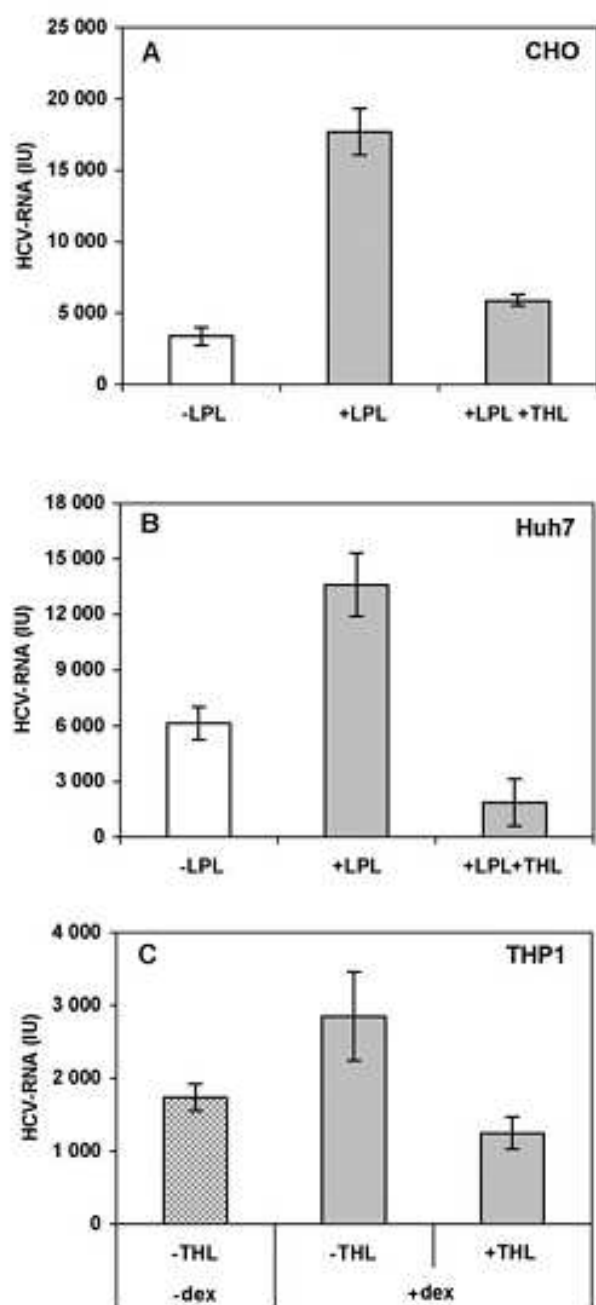 25 000
A
CHO
20 000
15 000
10 000
5 000
0
HCV-RNA (IU)
-LPL
+LPL
+LPL +THL
18 000
B
Huh7
15 000
12 000
9 000
6 000
3 000
0
HCV-RNA (IU)
-LPL
+LPL
+LPL+THL
4 000
C
THP1
3 000
2 000
1 000
0
HCV-RNA (IU)
-THL
-THL
+THL
-dex
+dex